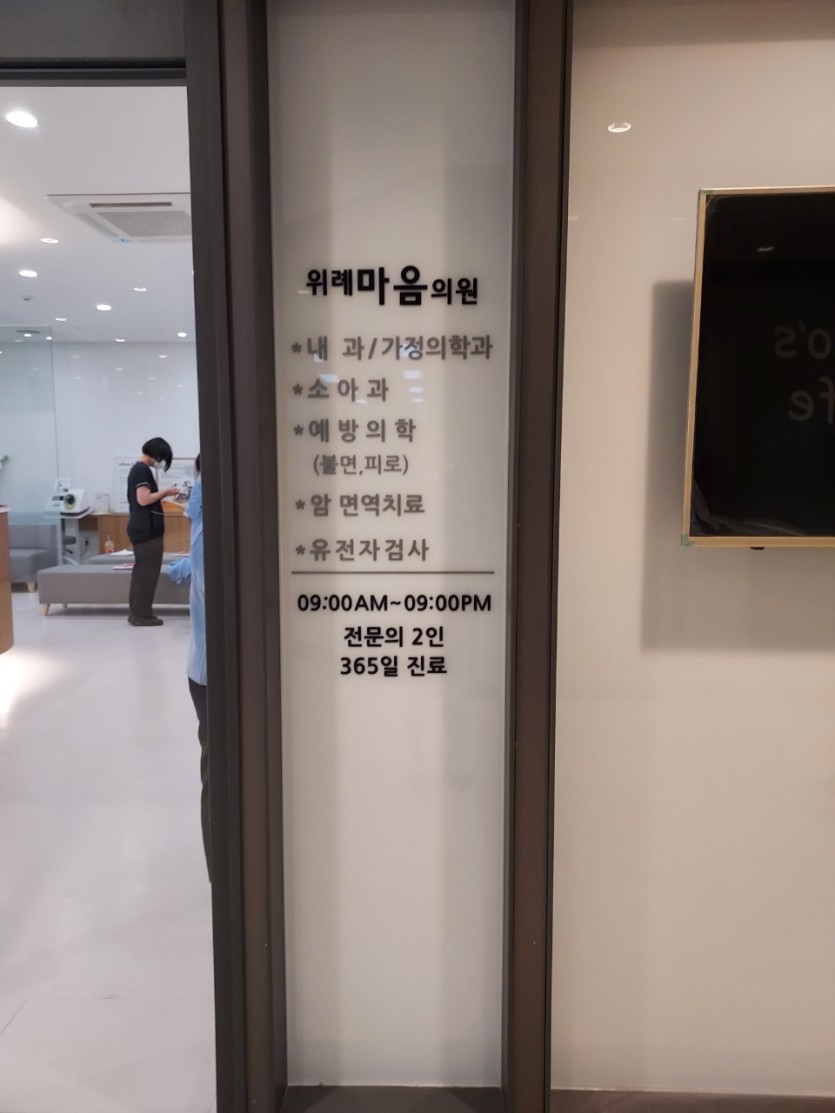 위례마음의원
*내 과/가정의학과
*소 아 과
*예 방 의 학
(불면,피로)
*암 면역치료
*유전자검사
09:00AM~09:00PM
전문의 2인
365일 진료